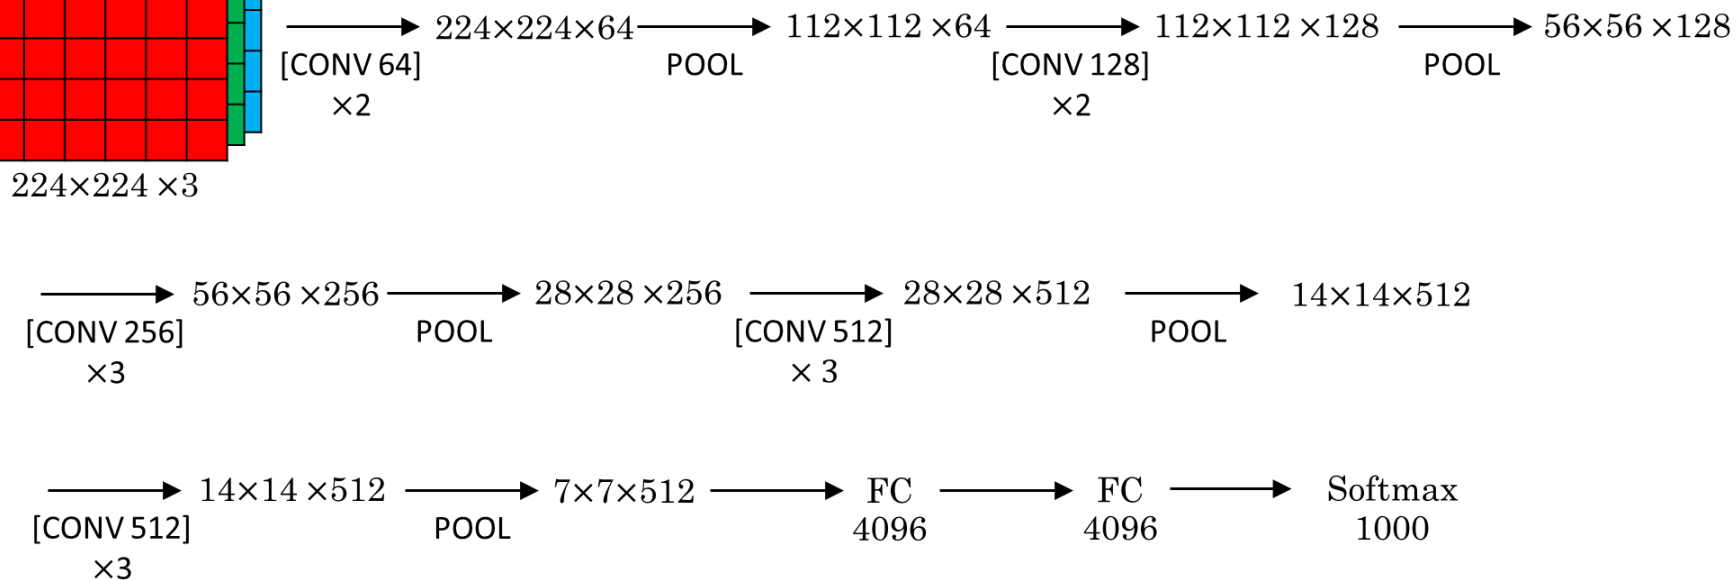 224×224×64 112×112 ×64 112×112 ×128 56×56 ×128
[CONV 64] POOL [CONV 128] POOL
×2 ×2
224×224 ×3
56×56 ×256 28×28 ×256 28×28 ×512 14×14×512
[CONV 256] POOL [CONV 512] POOL
×3 × 3
14×14 ×512 7×7×512 FC FC Softmax
[CONV 512] POOL 4096 4096 1000
×3